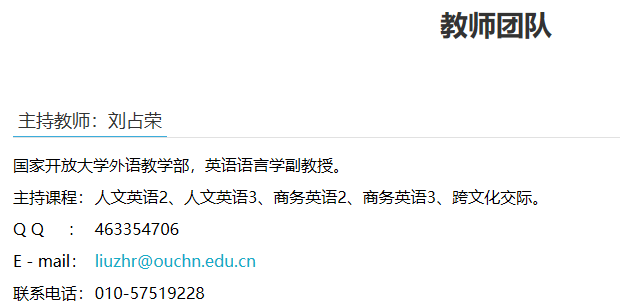 教师团队
主持教师：刘占荣
国家开放大学外语教学部，英语语言学副教授。
主持课程：人文英语2、人文英语3、商务英语2、商务英语3、跨文化交际。
Q Q ： 463354706
E - mail： liuzhr@ouchn.edu.cn
联系电话：010-57519228